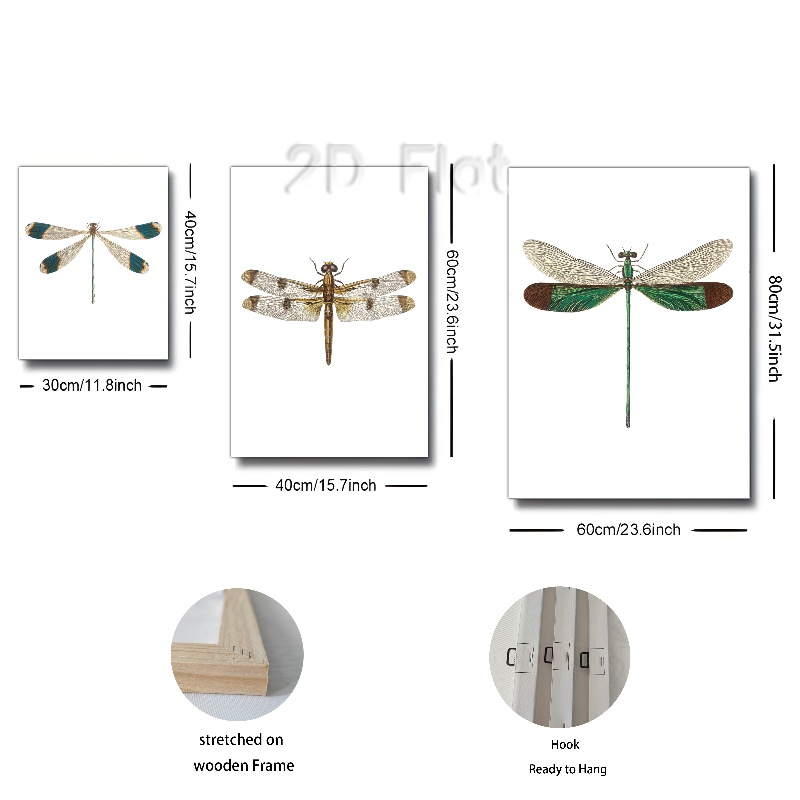 2D Flat
40cm/15.7inch
30cm/11.8inch
60cm/23.6inch
40cm/15.7inch
80cm/31.5inch
60cm/23.6inch
stretched on
wooden Frame
Hook
Ready to Hang